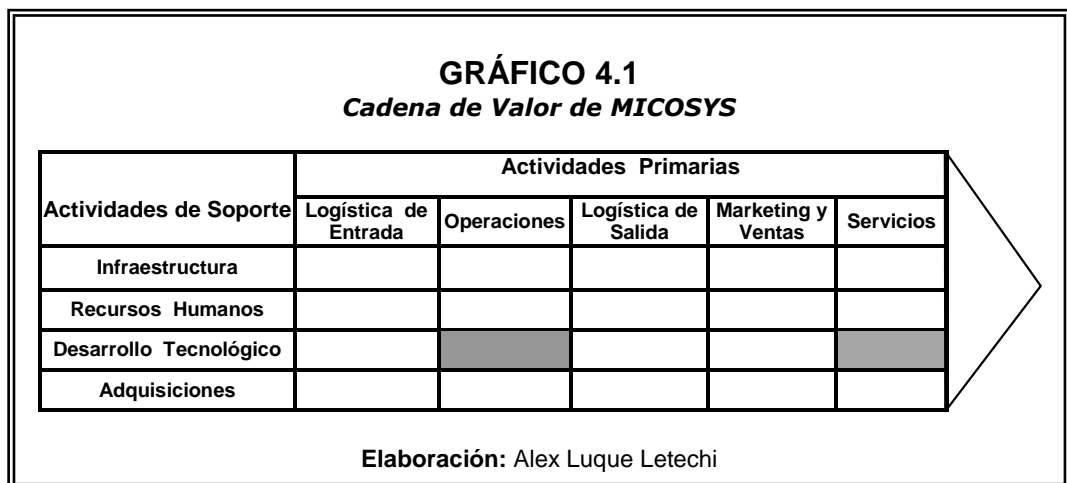 GRÁFICO 4.1
Cadena de Valor de MICOSYS
Actividades Primarias
Actividades de Soporte
Logística de
Entrada
Operaciones
Logística de
Salida
Marketing y
Ventas
Servicios
Infraestructura
Recursos Humanos
Desarrollo Tecnológico
Adquisiciones
Elaboración: Alex Luque Letechi